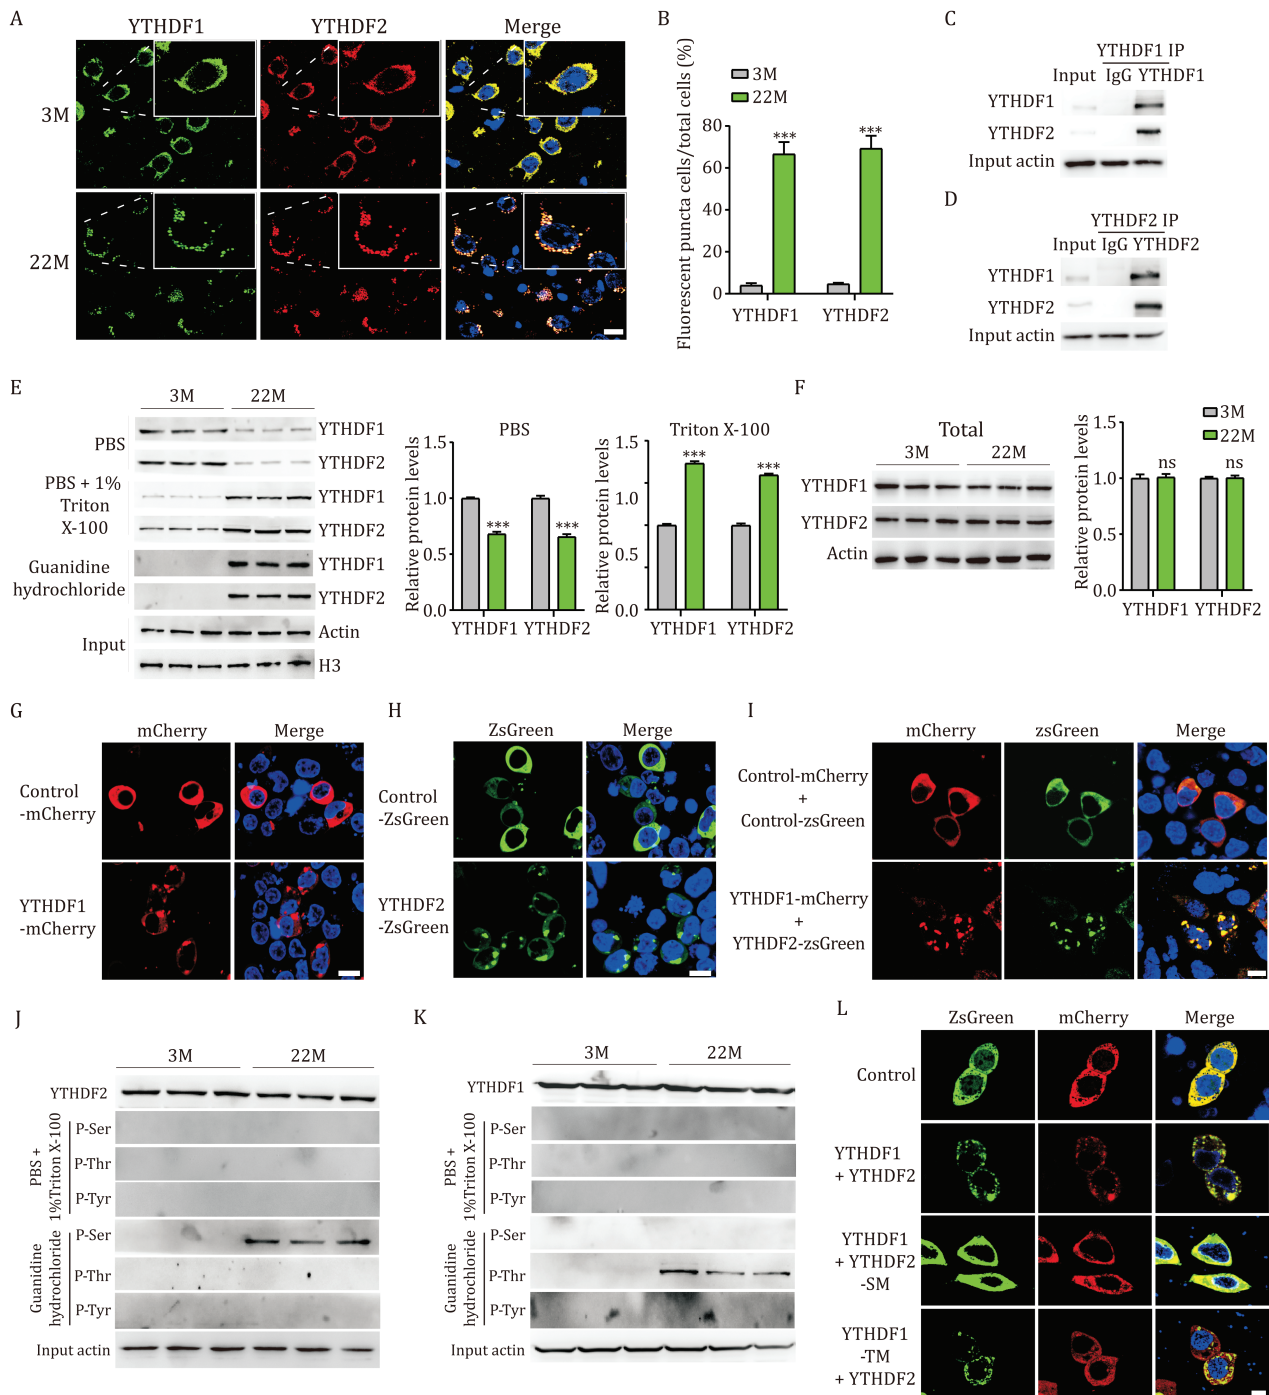 A
YTHDF1
YTHDF2
Merge
3M
22M
B
3M
22M
Fluorescent puncta cells/total cells (%)
80
60
40
20
0
***
***
YTHDF1
YTHDF2
C
YTHDF1 IP
Input IgG YTHDF1
YTHDF1
YTHDF2
Input actin
D
YTHDF2 IP
Input IgG YTHDF2
YTHDF1
YTHDF2
Input actin
E
3M 22M
PBS
YTHDF1
YTHDF2
PBS + 1%
Triton
X-100
YTHDF1
YTHDF2
Guanidine
hydrochloride
YTHDF1
YTHDF2
Input
Actin
H3
PBS
Relative protein levels
1.5
1.0
0.5
0.0
***
***
YTHDF1
YTHDF2
Triton X-100
Relative protein levels
1.5
1.0
0.5
0.0
***
***
YTHDF1
YTHDF2
F
Total
3M 22M
YTHDF1
YTHDF2
Actin
3M
22M
Relative protein levels
1.5
1.0
0.5
0.0
ns
ns
YTHDF1
YTHDF2
G
mCherry
Merge
Control
-mCherry
YTHDF1
-mCherry
H
ZsGreen
Merge
Control
-ZsGreen
YTHDF2
-ZsGreen
I
mCherry
zsGreen
Merge
Control-mCherry
+
Control-zsGreen
YTHDF1-mCherry
+
YTHDF2-zsGreen
J
3M 22M
YTHDF2
PBS +
1%Triton X-100
P-Ser
P-Thr
P-Tyr
Guanidine
hydrochloride
P-Ser
P-Thr
P-Tyr
Input actin
K
3M 22M
YTHDF1
PBS +
1%Triton X-100
P-Ser
P-Thr
P-Tyr
Guanidine
hydrochloride
P-Ser
P-Thr
P-Tyr
Input actin
L
ZsGreen
mCherry
Merge
Control
YTHDF1
+ YTHDF2
YTHDF1
+ YTHDF2
-SM
YTHDF1
-TM
+ YTHDF2